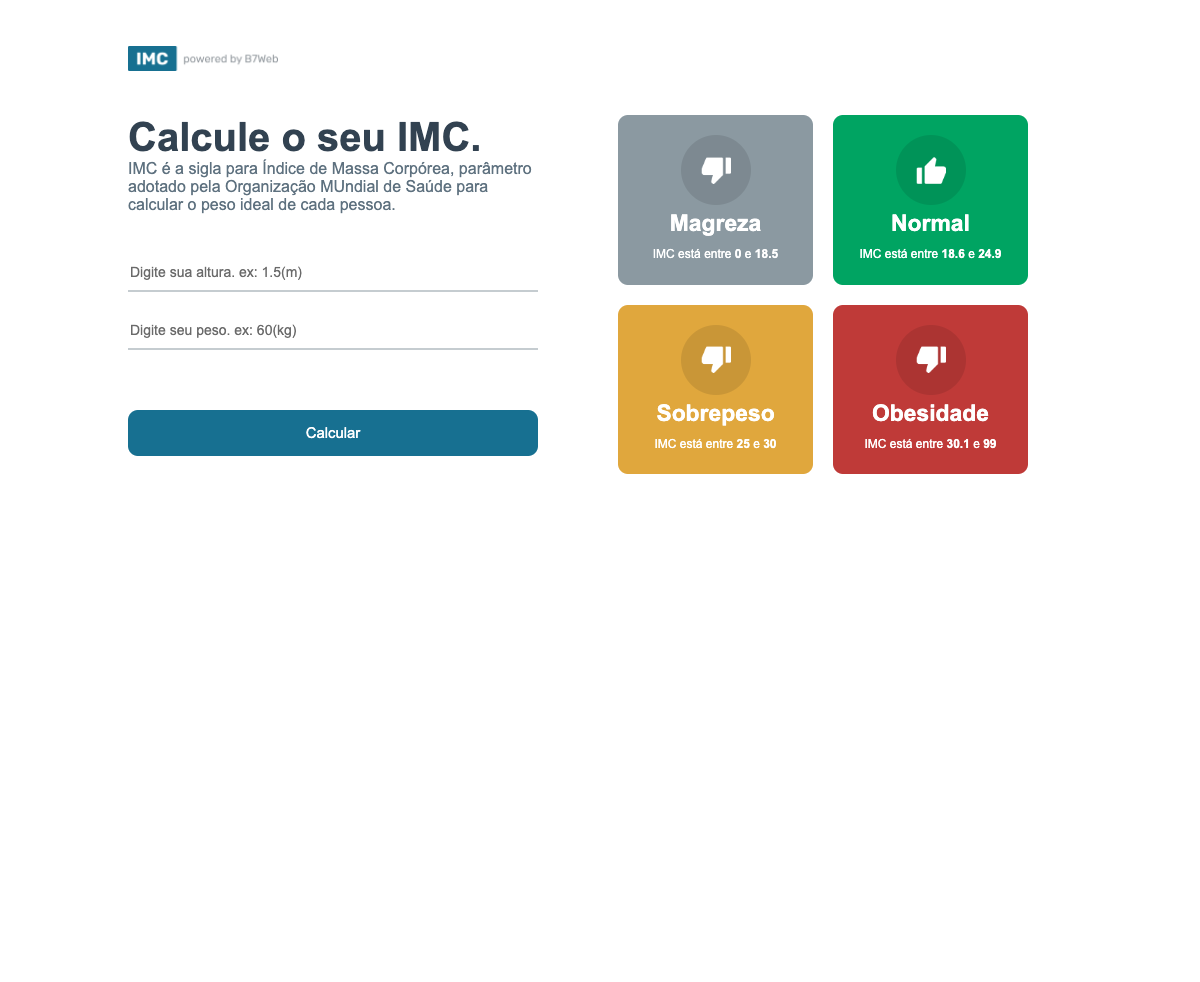 IMC powered by B7Web
Calcule o seu IMC.
IMC é a sigla para Índice de Massa Corpórea, parâmetro
adotado pela Organização MUndial de Saúde para
calcular o peso ideal de cada pessoa.
Digite sua altura. ex: 1.5(m)
Digite seu peso. ex: 60(kg)
Calcular
Magreza
IMC está entre 0 e 18.5
Normal
IMC está entre 18.6 e 24.9
Sobrepeso
IMC está entre 25 e 30
Obesidade
IMC está entre 30.1 e 99